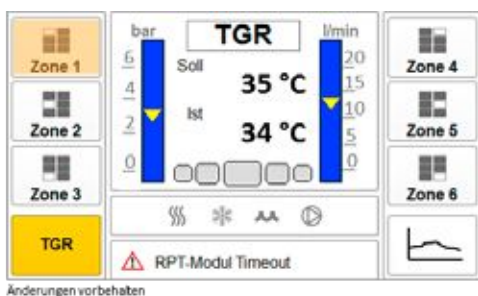 Zone 1
Zone 2
Zone 3
TGR
bar
TGR
l/min
6
4
2
0
Soll
35 °C
Ist
34 °C
20
15
10
5
0
RPT-Modul Timeout
Zone 4
Zone 5
Zone 6
Änderungen vorbehalten